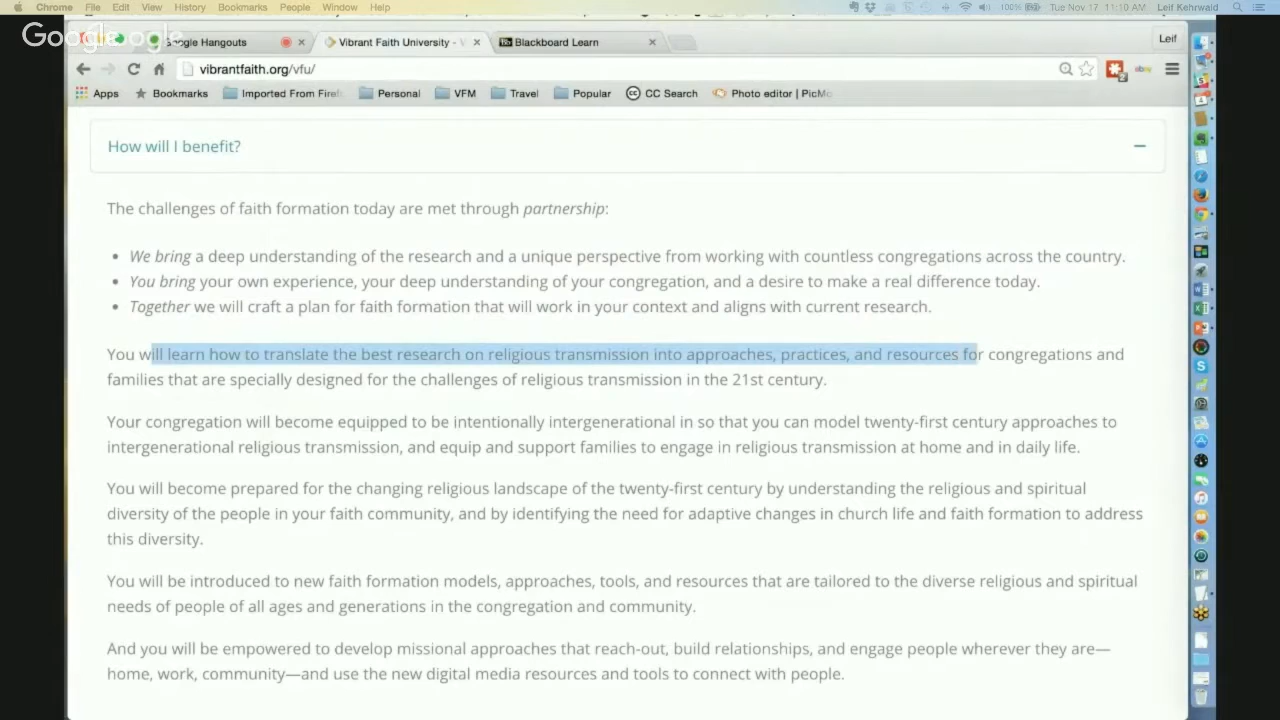 Chrome File Edit View History Bookmarks People Window Help 100% Tue Nov 17 11:10 AM Leif Kehrwald
Google Hangouts Vibrant Faith University - Blackboard Learn Leif
vibrantfaith.org/vfu/
Apps Bookmarks Imported From Firef Personal VFM Travel Popular CC Search Photo editor | PicMo
How will I benefit?
The challenges of faith formation today are met through partnership:
• We bring a deep understanding of the research and a unique perspective from working with countless congregations across the country.
• You bring your own experience, your deep understanding of your congregation, and a desire to make a real difference today.
• Together we will craft a plan for faith formation that will work in your context and aligns with current research.
You will learn how to translate the best research on religious transmission into approaches, practices, and resources for congregations and
families that are specially designed for the challenges of religious transmission in the 21st century.
Your congregation will become equipped to be intentionally intergenerational in so that you can model twenty-first century approaches to
intergenerational religious transmission, and equip and support families to engage in religious transmission at home and in daily life.
You will become prepared for the changing religious landscape of the twenty-first century by understanding the religious and spiritual
diversity of the people in your faith community, and by identifying the need for adaptive changes in church life and faith formation to address
this diversity.
You will be introduced to new faith formation models, approaches, tools, and resources that are tailored to the diverse religious and spiritual
needs of people of all ages and generations in the congregation and community.
And you will be empowered to develop missional approaches that reach-out, build relationships, and engage people wherever they are—
home, work, community—and use the new digital media resources and tools to connect with people.